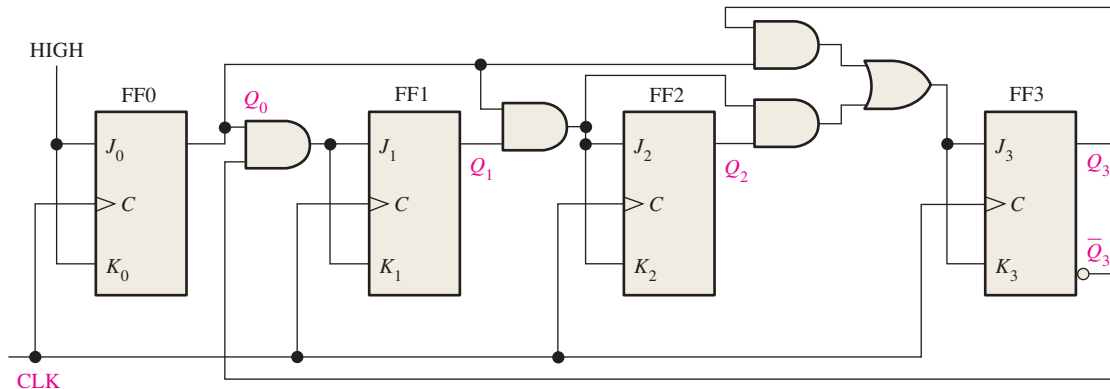 HIGH
FF0
FF1
FF2
FF3
Q₀
J₀
J₁
J₂
J₃
Q₁
Q₂
Q₃
C
C
C
C
K₀
K₁
K₂
K₃
Q̅₃
CLK